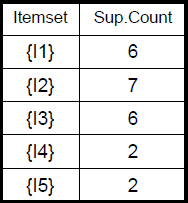 Itemset Sup.Count
{I1} 6
{I2} 7
{I3} 6
{I4} 2
{I5} 2